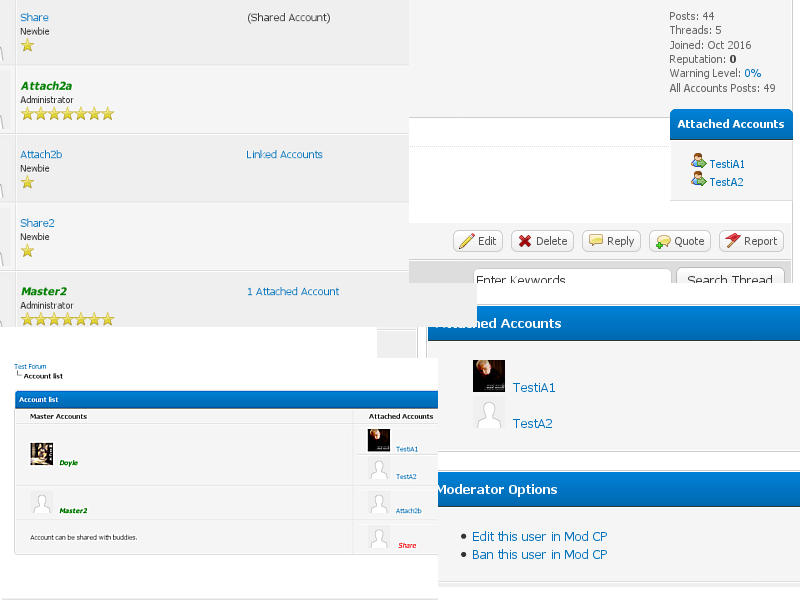 Share
(Shared Account)
Newbie
Attach2a
Administrator
Attach2b
Linked Accounts
Newbie
Share2
Newbie
Master2
1 Attached Account
Administrator
Posts: 44
Threads: 5
Joined: Oct 2016
Reputation: 0
Warning Level: 0%
All Accounts Posts: 49
Attached Accounts
TestiA1
TestA2
Edit
Delete
Reply
Quote
Report
Enter Keywords
Search Thread
Attached Accounts
TestiA1
TestA2
Moderator Options
Edit this user in Mod CP
Ban this user in Mod CP
Test Forum
Account list
Account list
Master Accounts
Attached Accounts
Doyle
TestiA1
TestA2
Master2
Attach2b
Account can be shared with buddies.
Share